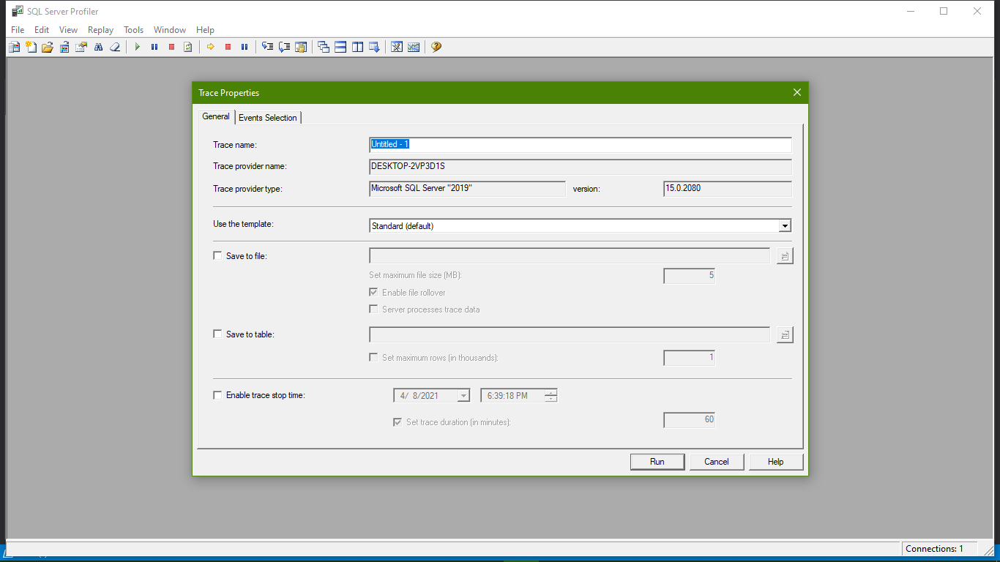 SQL Server Profiler
File Edit View Replay Tools Window Help
Trace Properties
General Events Selection
Trace name: Untitled - 1
Trace provider name: DESKTOP-2VP3D1S
Trace provider type: Microsoft SQL Server "2019" version: 15.0.2080
Use the template: Standard (default)
Save to file:
Set maximum file size (MB): 5
Enable file rollover
Server processes trace data
Save to table:
Set maximum rows (in thousands): 1
Enable trace stop time: 4/ 8/2021 6:39:18 PM
Set trace duration (in minutes): 60
Run Cancel Help
Connections: 1